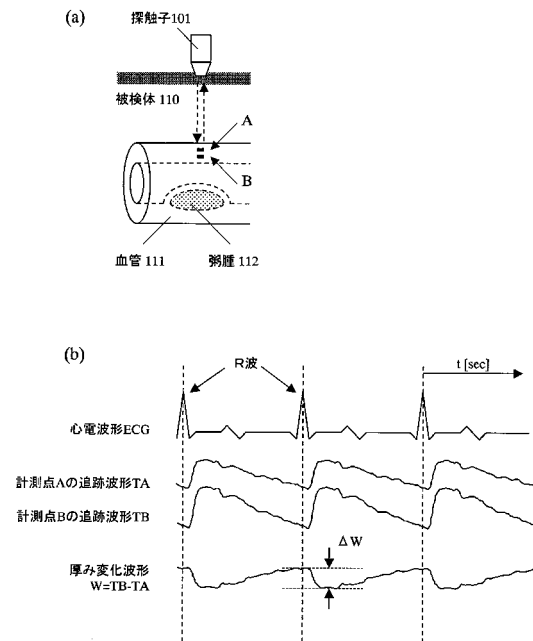 (a)
探触子101
被検体 110
A
B
血管 111
粥腫 112
(b)
R波
t [sec]
心電波形ECG
計測点Aの追跡波形TA
計測点Bの追跡波形TB
ΔW
厚み変化波形
W=TB-TA